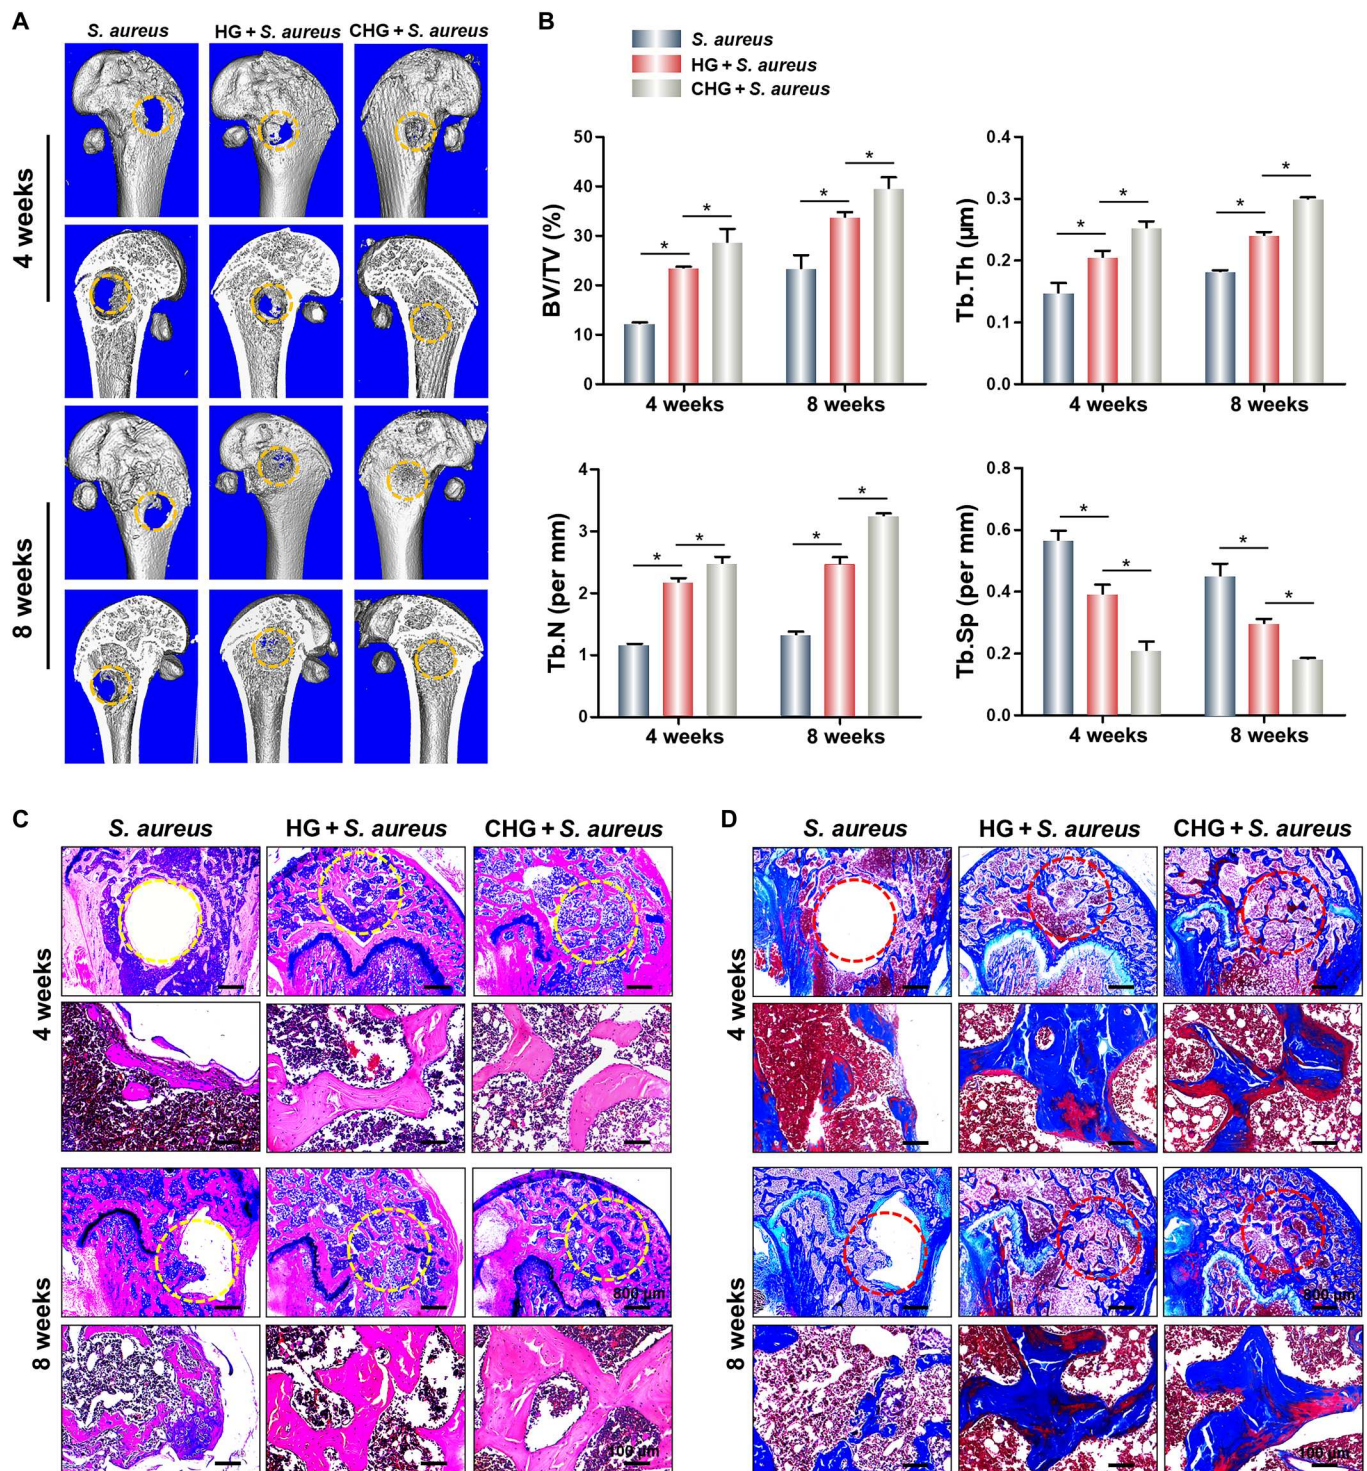 A
S. aureus HG + S. aureus CHG + S. aureus
4 weeks
8 weeks
B
S. aureus
HG + S. aureus
CHG + S. aureus
BV/TV (%)
50
40
30
20
10
0
4 weeks 8 weeks
Tb.Th (µm)
0.4
0.3
0.2
0.1
0.0
4 weeks 8 weeks
* * * *
* * * *
Tb.N (per mm)
4
3
2
1
0
4 weeks 8 weeks
Tb.Sp (per mm)
0.8
0.6
0.4
0.2
0.0
4 weeks 8 weeks
* * * *
* * * *
C
S. aureus HG + S. aureus CHG + S. aureus
4 weeks
8 weeks
800 µm
100 µm
D
S. aureus HG + S. aureus CHG + S. aureus
4 weeks
8 weeks
800 µm
100 µm